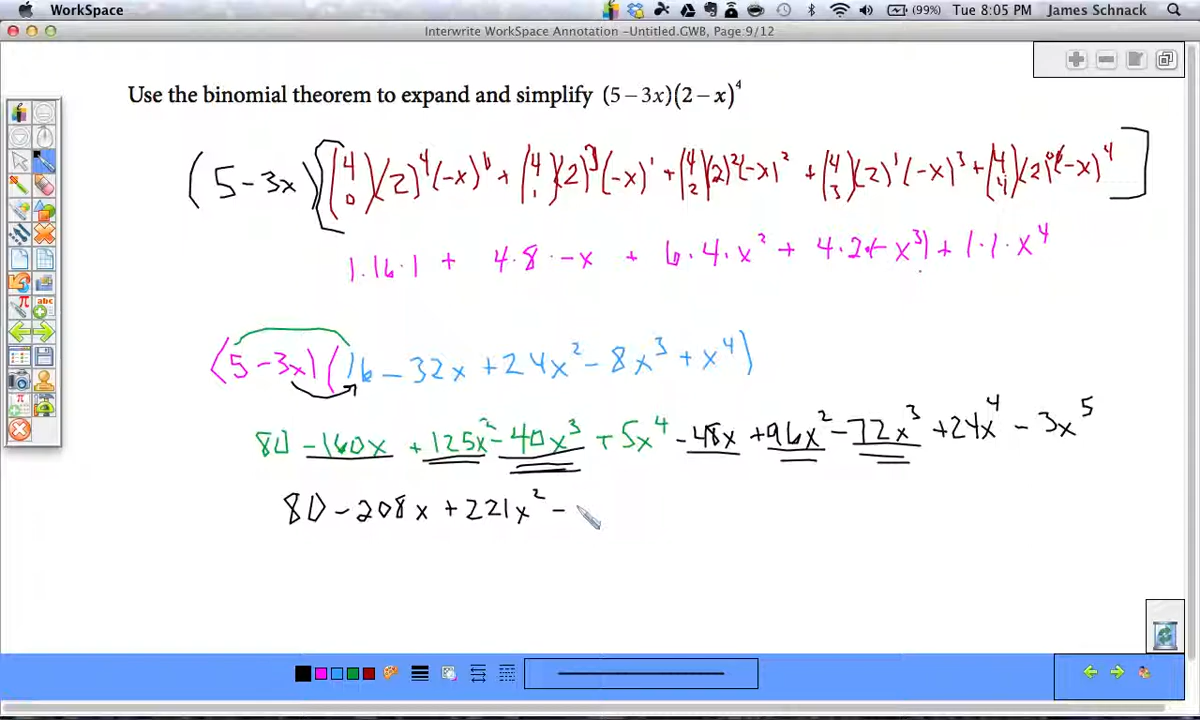 WorkSpace (99%) Tue 8:05 PM James Schnack
Interwrite WorkSpace Annotation –Untitled.GWB, Page 9/12
Use the binomial theorem to expand and simplify (5−3x)(2−x)⁴
(5−3x)[(4 0)(2)⁴(−x)⁰ + (4 1)(2)³(−x)¹ + (4 2)(2)²(−x)² + (4 3)(2)¹(−x)³ + (4 4)(2)⁰(−x)⁴]
1·16·1 + 4·8·−x + 6·4·x² + 4·2(−x³) + 1·1·x⁴
(5−3x)(16 − 32x + 24x² − 8x³ + x⁴)
80 − 160x + 125x² − 40x³ + 5x⁴ − 48x + 96x² − 72x³ + 24x⁴ − 3x⁵
80 − 208x + 221x² −
abc